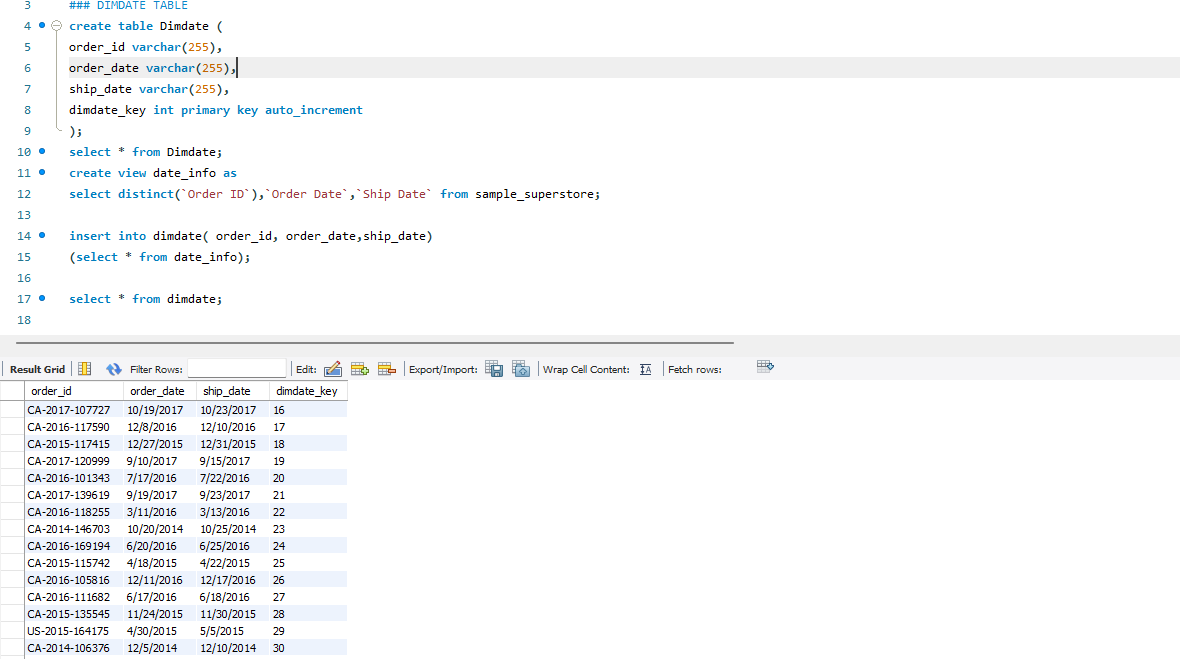 3 ### DIMDATE TABLE
4 create table Dimdate (
5 order_id varchar(255),
6 order_date varchar(255),
7 ship_date varchar(255),
8 dimdate_key int primary key auto_increment
9 );
10 select * from Dimdate;
11 create view date_info as
12 select distinct(`Order ID`),`Order Date`,`Ship Date` from sample_superstore;
13
14 insert into dimdate( order_id, order_date,ship_date)
15 (select * from date_info);
16
17 select * from dimdate;
18
Result Grid Filter Rows: Edit: Export/Import: Wrap Cell Content: Fetch rows:
order_id order_date ship_date dimdate_key
CA-2017-107727 10/19/2017 10/23/2017 16
CA-2016-117590 12/8/2016 12/10/2016 17
CA-2015-117415 12/27/2015 12/31/2015 18
CA-2017-120999 9/10/2017 9/15/2017 19
CA-2016-101343 7/17/2016 7/22/2016 20
CA-2017-139619 9/19/2017 9/23/2017 21
CA-2016-118255 3/11/2016 3/13/2016 22
CA-2014-146703 10/20/2014 10/25/2014 23
CA-2016-169194 6/20/2016 6/25/2016 24
CA-2015-115742 4/18/2015 4/22/2015 25
CA-2016-105816 12/11/2016 12/17/2016 26
CA-2016-111682 6/17/2016 6/18/2016 27
CA-2015-135545 11/24/2015 11/30/2015 28
US-2015-164175 4/30/2015 5/5/2015 29
CA-2014-106376 12/5/2014 12/10/2014 30